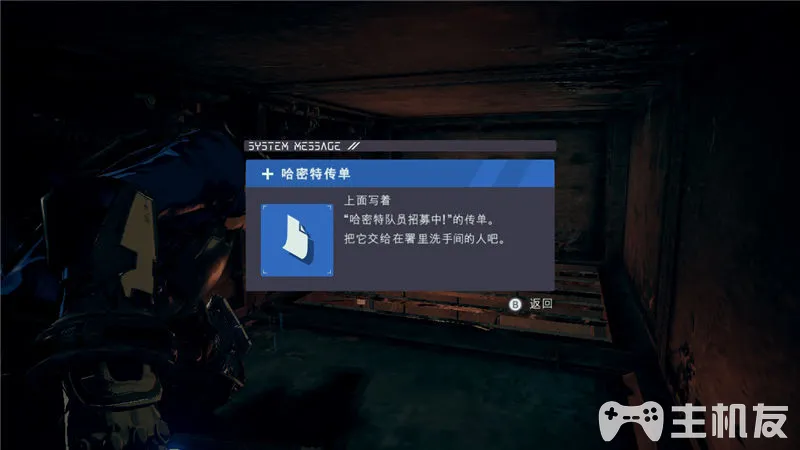 SYSTEM MESSAGE //
+ 哈密特传单
上面写着
“哈密特队员招募中!”的传单。
把它交给在署里洗手间的人吧。
B 返回
主机友